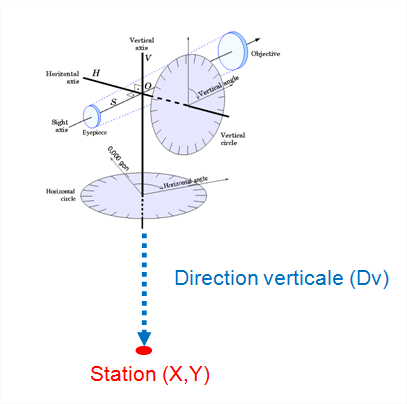 Vertical
axis
V
Objective
Horizontal
axis
H
Vertical angle
O
S
Sight
axis
Eyepiece
Vertical
circle
0,000 gon
Horizontal angle
Horizontal
circle
Direction verticale (Dv)
Station (X,Y)